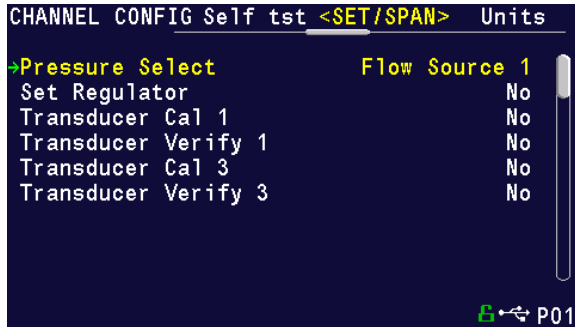 CHANNEL CONFIG Self tst <SET/SPAN> Units
→Pressure Select Flow Source 1
Set Regulator No
Transducer Cal 1 No
Transducer Verify 1 No
Transducer Cal 3 No
Transducer Verify 3 No
P01